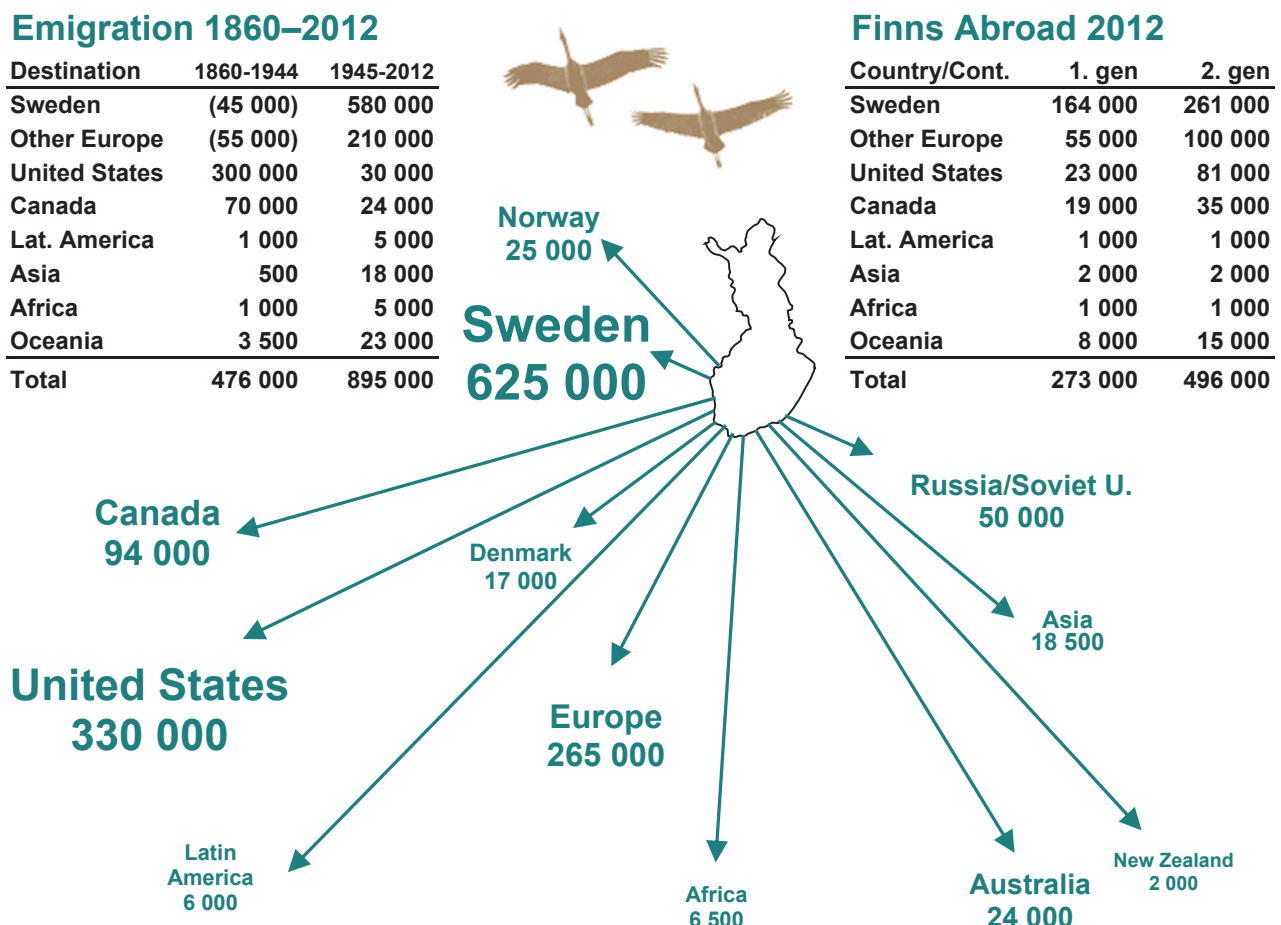 Emigration 1860–2012
Destination 1860-1944 1945-2012
Sweden (45 000) 580 000
Other Europe (55 000) 210 000
United States 300 000 30 000
Canada 70 000 24 000
Lat. America 1 000 5 000
Asia 500 18 000
Africa 1 000 5 000
Oceania 3 500 23 000
Total 476 000 895 000
Finns Abroad 2012
Country/Cont. 1. gen 2. gen
Sweden 164 000 261 000
Other Europe 55 000 100 000
United States 23 000 81 000
Canada 19 000 35 000
Lat. America 1 000 1 000
Asia 2 000 2 000
Africa 1 000 1 000
Oceania 8 000 15 000
Total 273 000 496 000
Norway
25 000
Sweden
625 000
Canada
94 000
Denmark
17 000
Russia/Soviet U.
50 000
Asia
18 500
United States
330 000
Europe
265 000
Latin
America
6 000
Africa
6 500
Australia
24 000
New Zealand
2 000